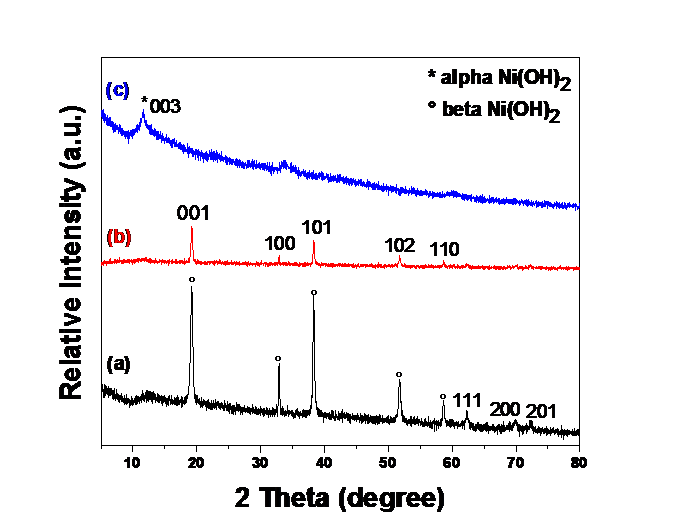 * alpha Ni(OH)2
° beta Ni(OH)2
(c)
* 003
(b)
001
100
101
102
110
(a)
111
200
201
Relative Intensity (a.u.)
10 20 30 40 50 60 70 80
2 Theta (degree)